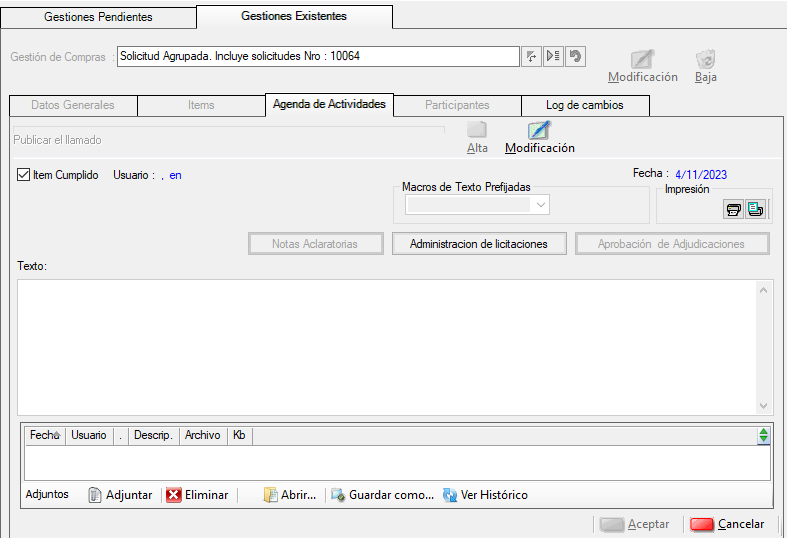 Gestiones Pendientes
Gestiones Existentes
Gestión de Compras :
Solicitud Agrupada. Incluye solicitudes Nro : 10064
Modificación
Baja
Datos Generales
Items
Agenda de Actividades
Participantes
Log de cambios
Publicar el llamado
Alta
Modificación
Item Cumplido
Usuario : , en
Fecha : 4/11/2023
Macros de Texto Prefijadas
Impresión
Notas Aclaratorias
Administracion de licitaciones
Aprobación de Adjudicaciones
Texto:
Fecha
Usuario
.
Descrip.
Archivo
Kb
Adjuntos
Adjuntar
Eliminar
Abrir...
Guardar como...
Ver Histórico
Aceptar
Cancelar